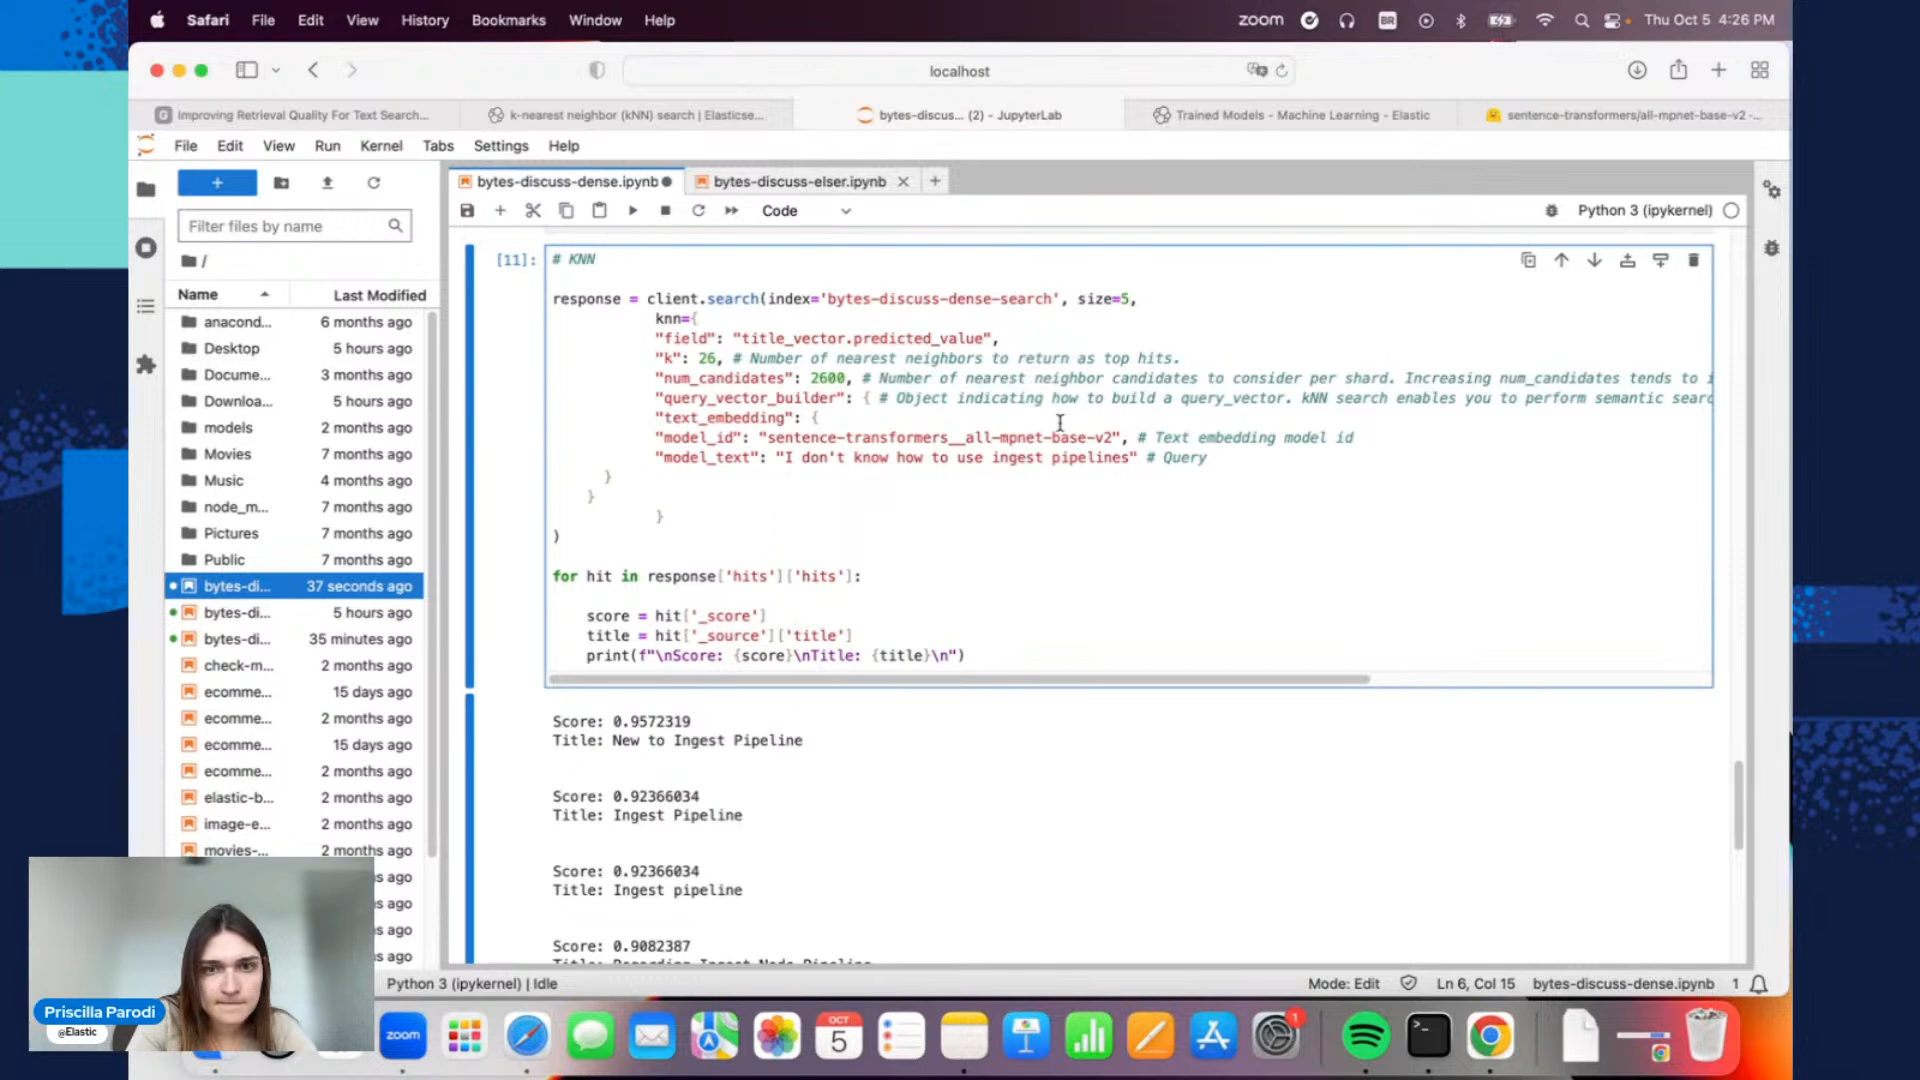 Safari File Edit View History Bookmarks Window Help
zoom BR Thu Oct 5 4:26 PM
localhost
Improving Retrieval Quality For Text Search...
k-nearest neighbor (kNN) search | Elasticse...
bytes-discus... (2) - JupyterLab
Trained Models - Machine Learning - Elastic
sentence-transformers/all-mpnet-base-v2 -...
File Edit View Run Kernel Tabs Settings Help
bytes-discuss-dense.ipynb
bytes-discuss-elser.ipynb
Code
Python 3 (ipykernel)
Filter files by name
/
Name Last Modified
anacond... 6 months ago
Desktop 5 hours ago
Docume... 3 months ago
Downloa... 5 hours ago
models 2 months ago
Movies 7 months ago
Music 4 months ago
node_m... 7 months ago
Pictures 7 months ago
Public 7 months ago
bytes-di... 37 seconds ago
bytes-di... 5 hours ago
bytes-di... 35 minutes ago
check-m... 2 months ago
ecomme... 15 days ago
ecomme... 2 months ago
ecomme... 15 days ago
ecomme... 2 months ago
elastic-b... 2 months ago
image-e... 2 months ago
movies-... 2 months ago
s ago
s ago
s ago
s ago
[11]: # KNN
response = client.search(index='bytes-discuss-dense-search', size=5,
knn={
"field": "title_vector.predicted_value",
"k": 26, # Number of nearest neighbors to return as top hits.
"num_candidates": 2600, # Number of nearest neighbor candidates to consider per shard. Increasing num_candidates tends to i
"query_vector_builder": { # Object indicating how to build a query_vector. kNN search enables you to perform semantic searc
"text_embedding": {
"model_id": "sentence-transformers__all-mpnet-base-v2", # Text embedding model id
"model_text": "I don't know how to use ingest pipelines" # Query
}
}
}
)
for hit in response['hits']['hits']:
score = hit['_score']
title = hit['_source']['title']
print(f"\nScore: {score}\nTitle: {title}\n")
Score: 0.9572319
Title: New to Ingest Pipeline
Score: 0.92366034
Title: Ingest Pipeline
Score: 0.92366034
Title: Ingest pipeline
Score: 0.9082387
Title: Regarding Ingest Node Pipeline
Python 3 (ipykernel) | Idle
Mode: Edit Ln 6, Col 15 bytes-discuss-dense.ipynb 1
Priscilla Parodi
@Elastic
zoom
OCT
5
1